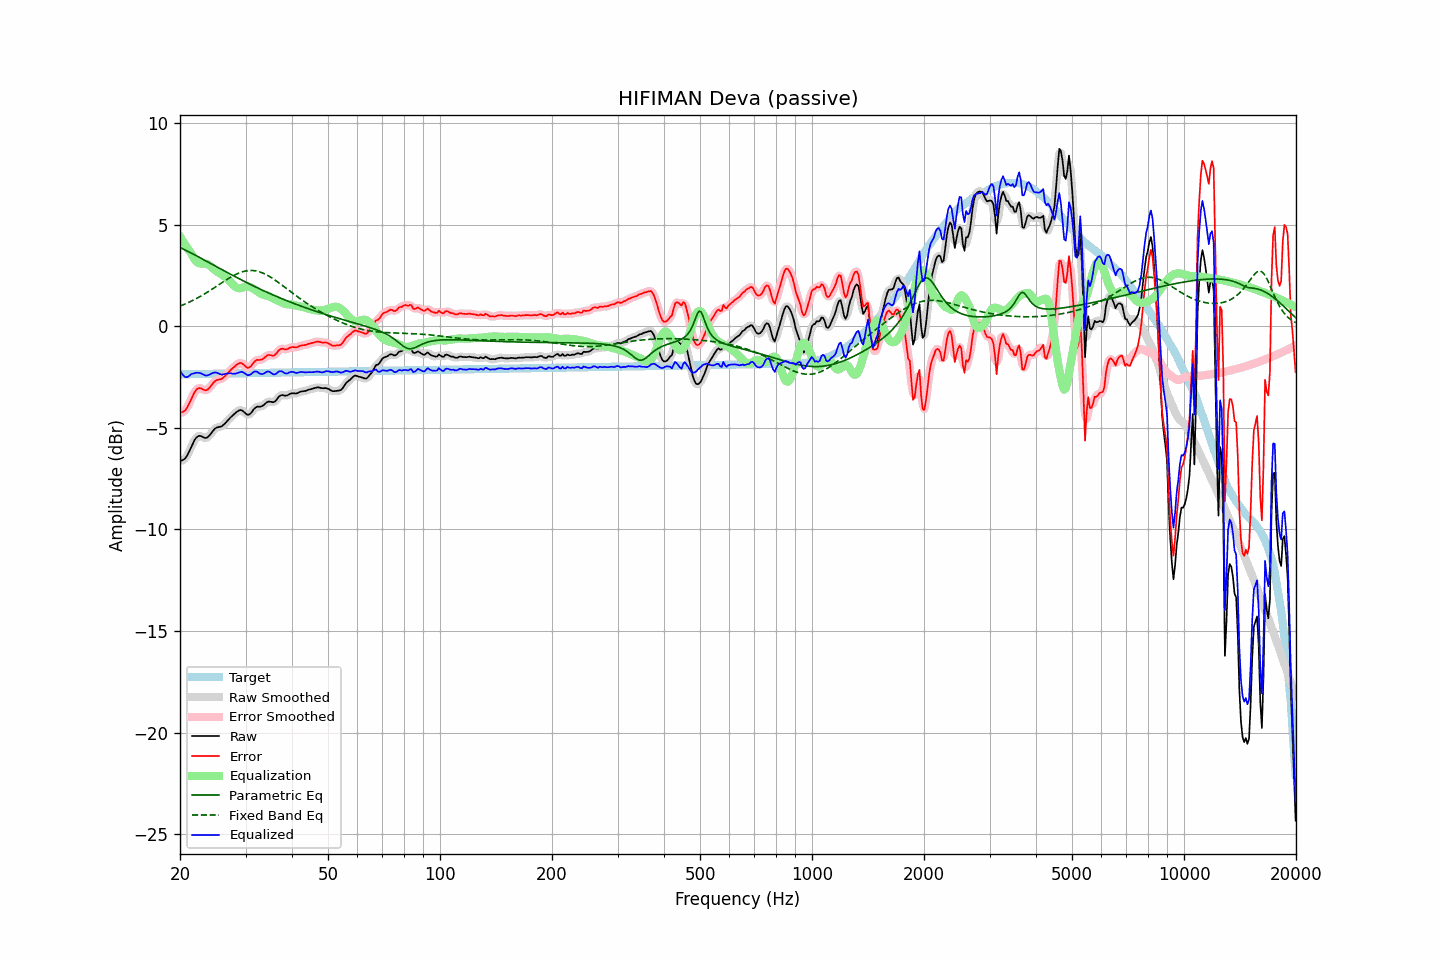 HIFIMAN Deva (passive)
Amplitude (dBr)
10
5
0
−5
−10
−15
−20
−25
Target
Raw Smoothed
Error Smoothed
Raw
Error
Equalization
Parametric Eq
Fixed Band Eq
Equalized
20
50
100
200
500
1000
2000
5000
10000
20000
Frequency (Hz)